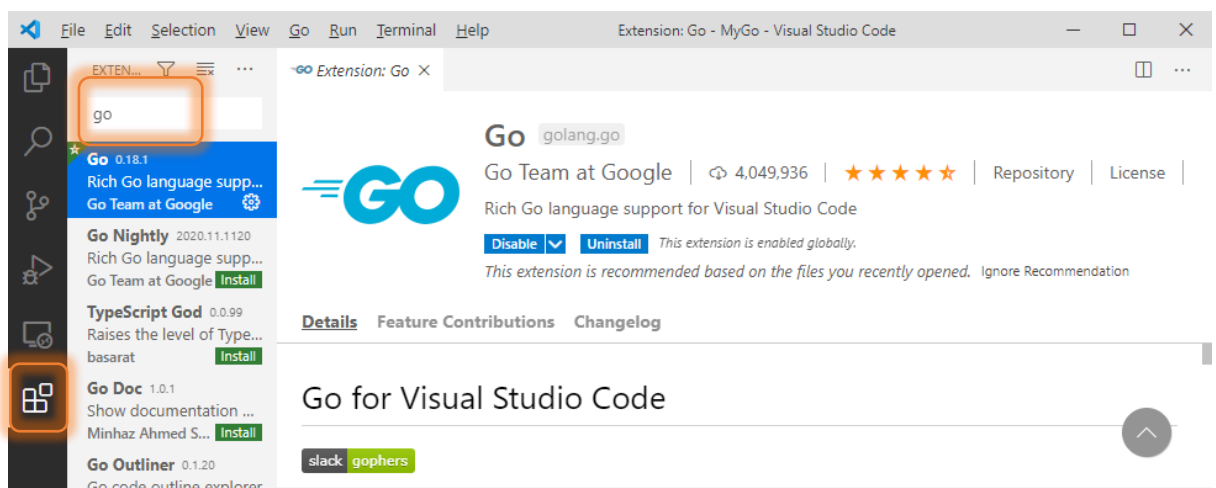 File Edit Selection View Go Run Terminal Help Extension: Go - MyGo - Visual Studio Code
EXTEN... ...
go
Go 0.18.1
Rich Go language supp...
Go Team at Google
Go Nightly 2020.11.1120
Rich Go language supp...
Go Team at Google Install
TypeScript God 0.0.99
Raises the level of Type...
basarat Install
Go Doc 1.0.1
Show documentation ...
Minhaz Ahmed S... Install
Go Outliner 0.1.20
Go code outline explorer
GO Extension: Go ...
GO
Go golang.go
Go Team at Google 4,049,936 Repository License
Rich Go language support for Visual Studio Code
Disable Uninstall This extension is enabled globally.
This extension is recommended based on the files you recently opened. Ignore Recommendation
Details Feature Contributions Changelog
Go for Visual Studio Code
slack gophers